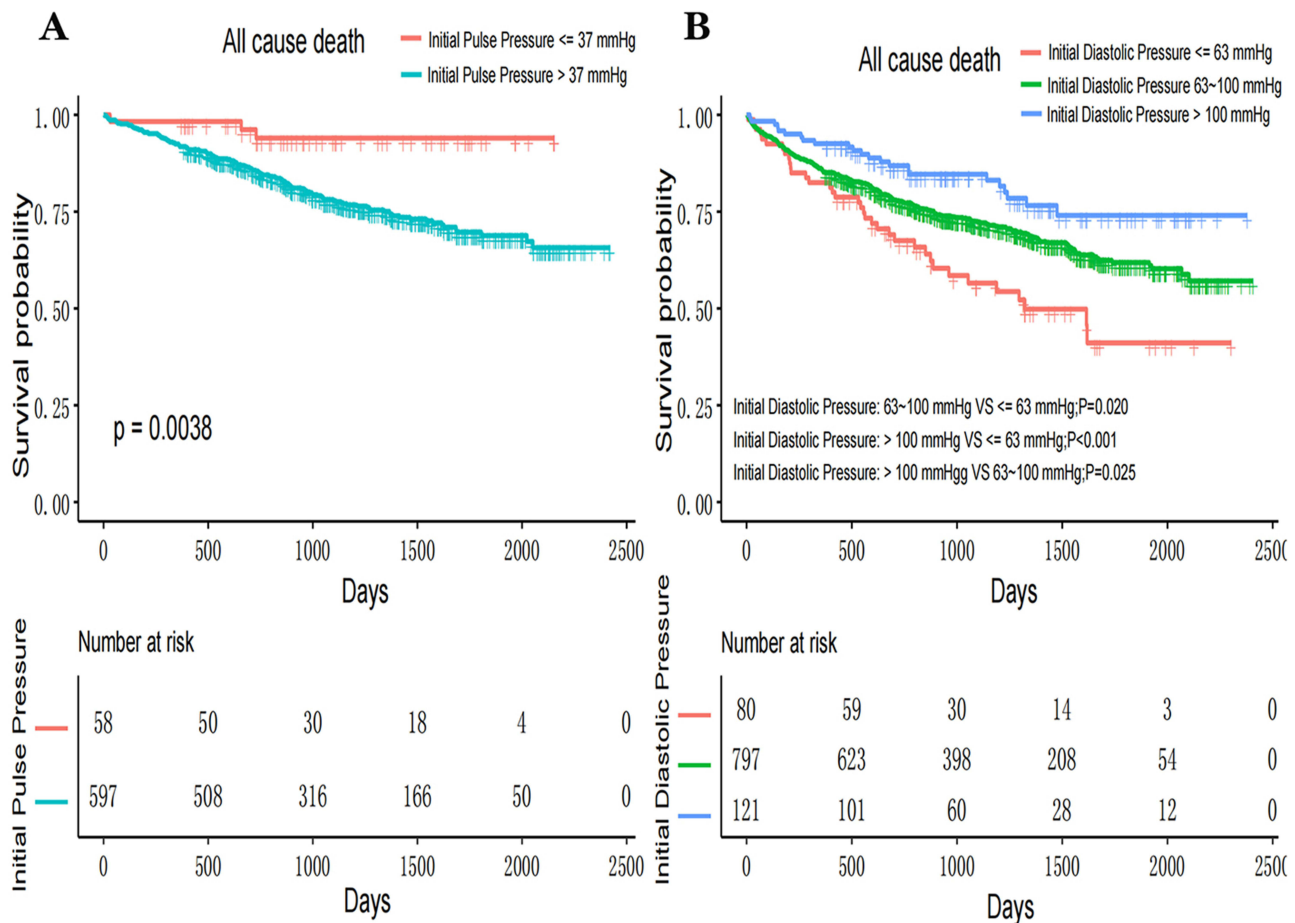 A
All cause death
Initial Pulse Pressure <= 37 mmHg
Initial Pulse Pressure > 37 mmHg
Survival probability
1.00
0.75
0.50
0.25
0.00
p = 0.0038
0 500 1000 1500 2000 2500
Days
Number at risk
Initial Pulse Pressure
58 50 30 18 4 0
597 508 316 166 50 0
0 500 1000 1500 2000 2500
Days
B
All cause death
Initial Diastolic Pressure <= 63 mmHg
Initial Diastolic Pressure 63~100 mmHg
Initial Diastolic Pressure > 100 mmHg
Survival probability
1.00
0.75
0.50
0.25
0.00
Initial Diastolic Pressure: 63~100 mmHg VS <= 63 mmHg;P=0.020
Initial Diastolic Pressure: > 100 mmHg VS <= 63 mmHg;P<0.001
Initial Diastolic Pressure: > 100 mmHgg VS 63~100 mmHg;P=0.025
0 500 1000 1500 2000 250(
Days
Number at risk
Initial Diastolic Pressure
80 59 30 14 3 0
797 623 398 208 54 0
121 101 60 28 12 0
0 500 1000 1500 2000 2500
Days